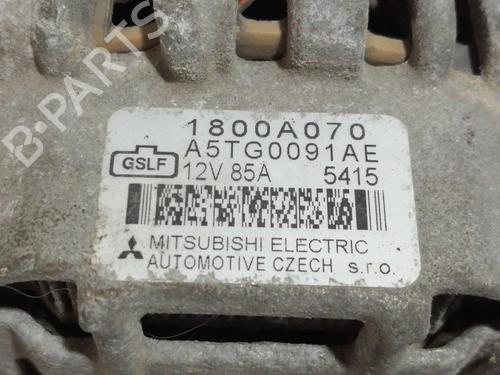 B-PARTS
1800A070
A5TG0091AE
GSLF
12V 85A 5415
MITSUBISHI ELECTRIC
AUTOMOTIVE CZECH s.r.o.